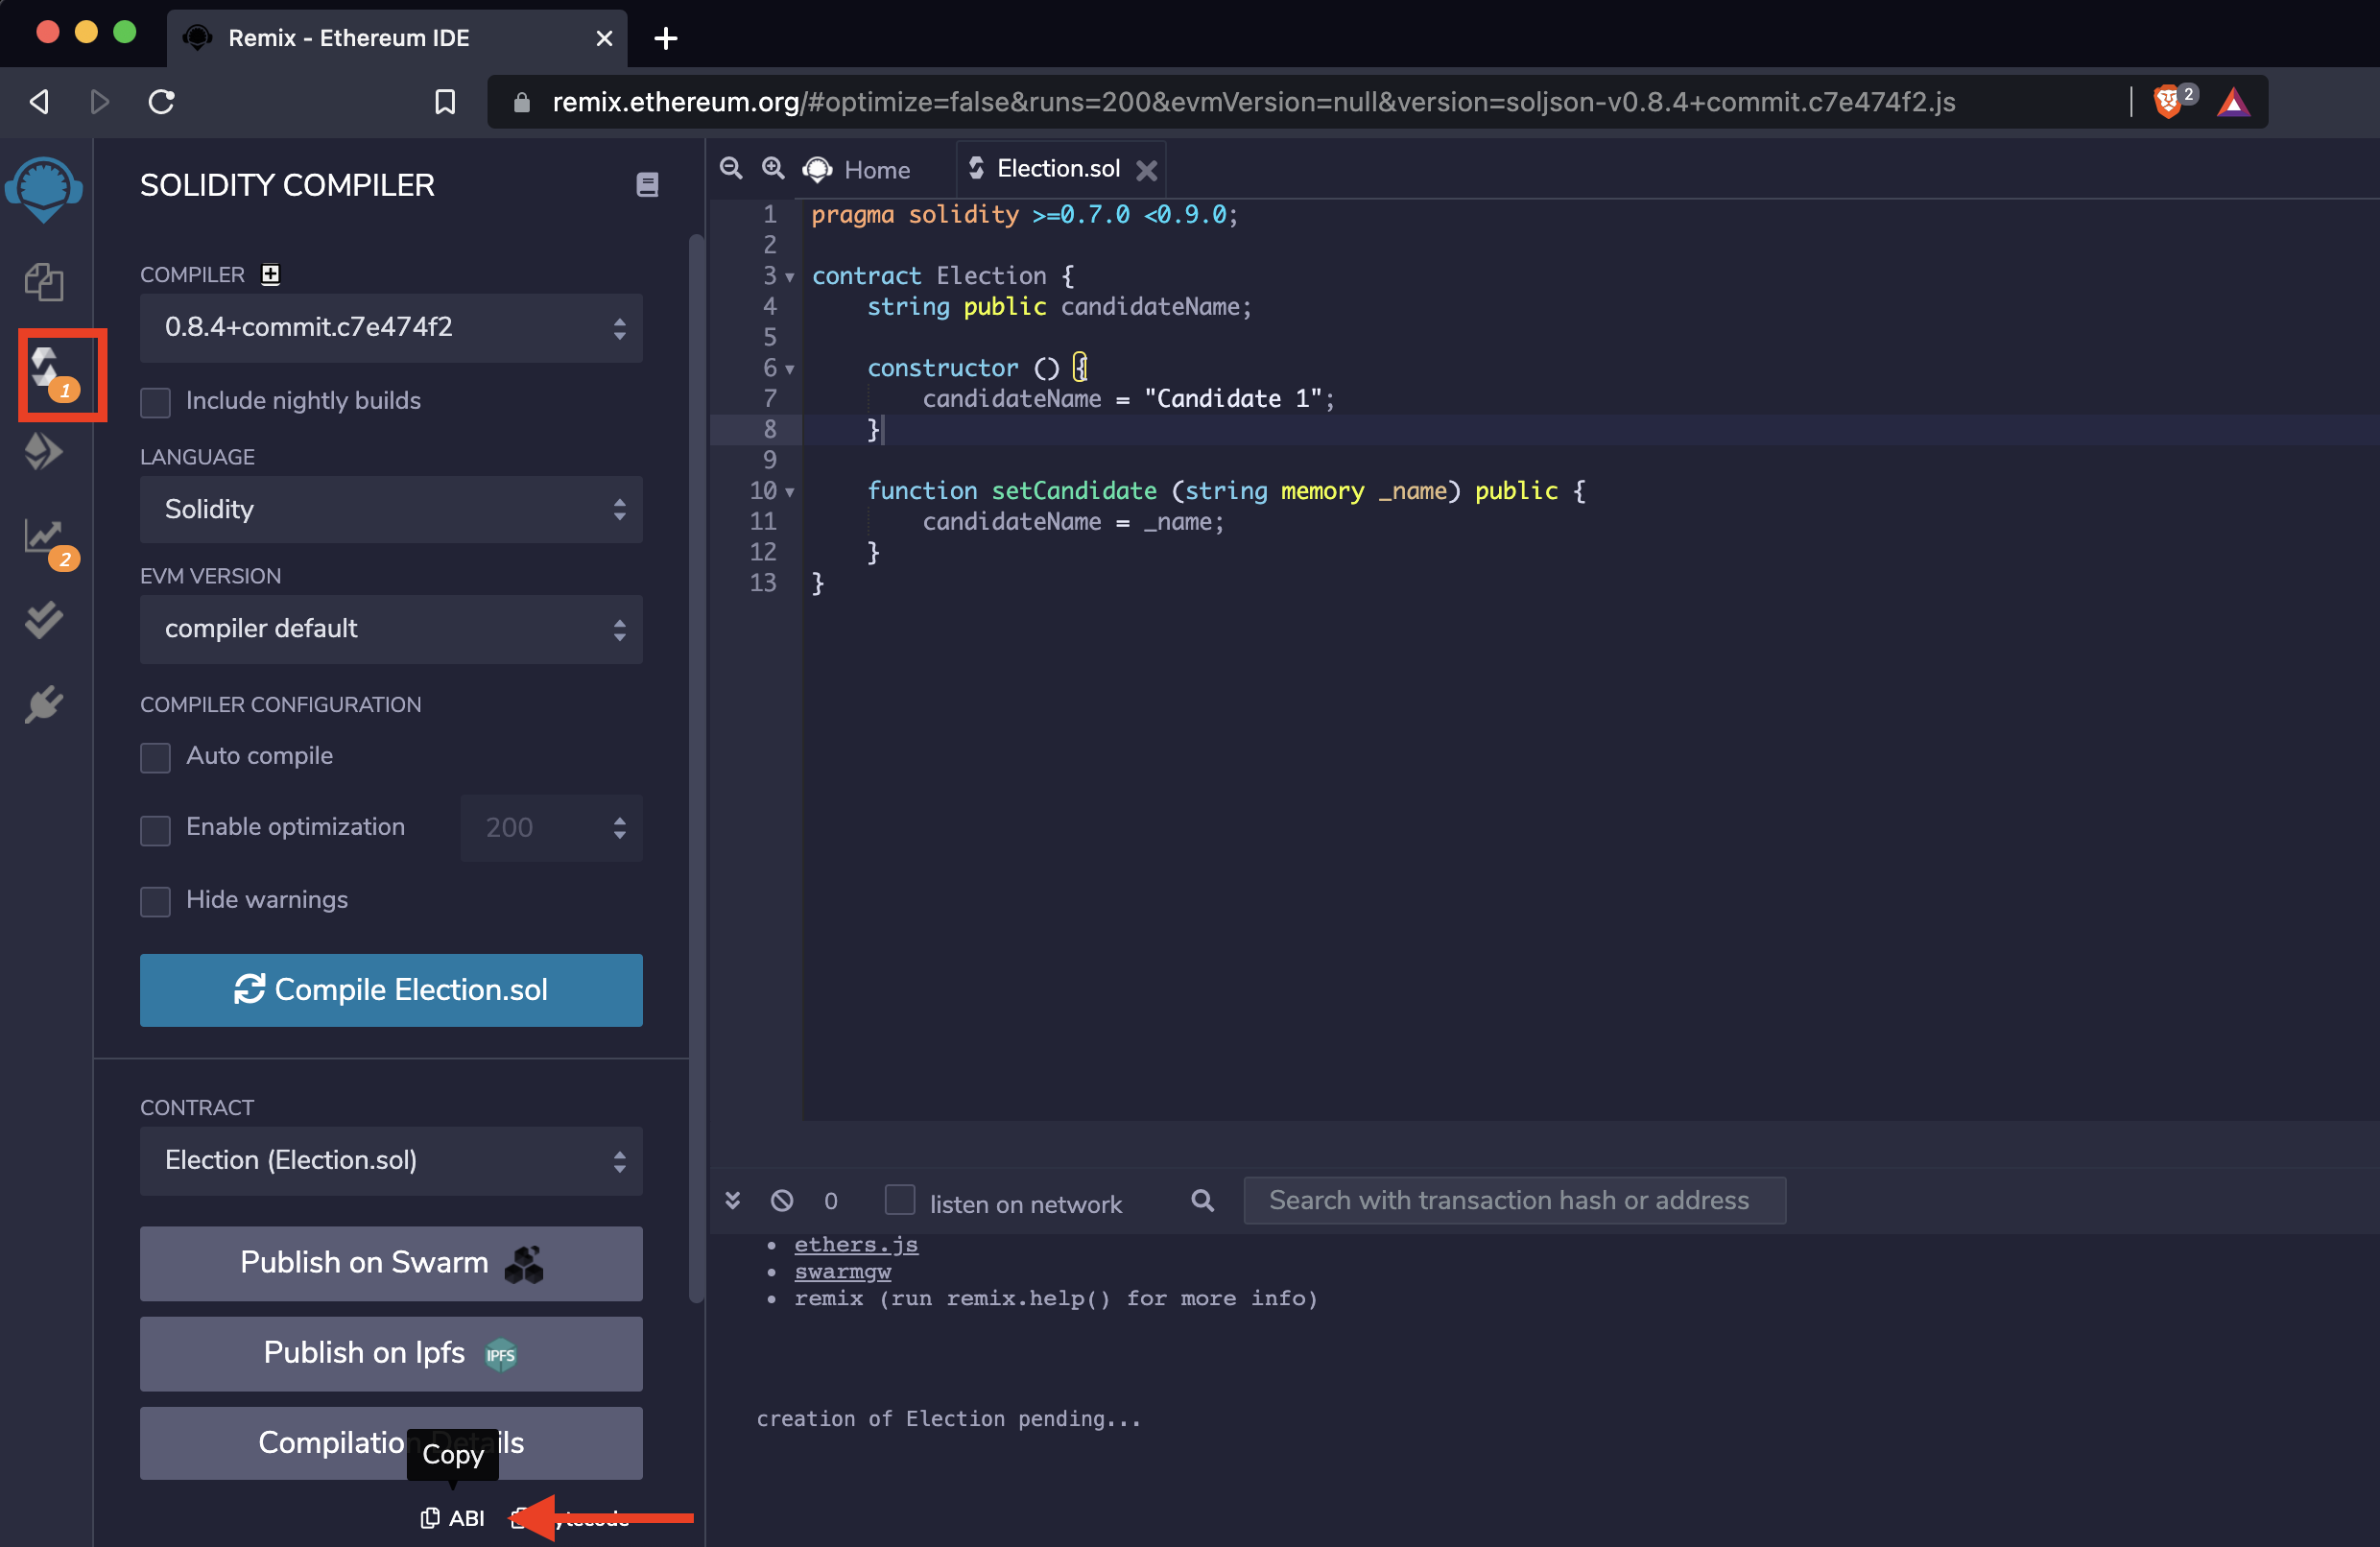 Remix - Ethereum IDE
remix.ethereum.org/#optimize=false&runs=200&evmVersion=null&version=soljson-v0.8.4+commit.c7e474f2.js
2
SOLIDITY COMPILER
COMPILER
0.8.4+commit.c7e474f2
Include nightly builds
LANGUAGE
Solidity
EVM VERSION
compiler default
COMPILER CONFIGURATION
Auto compile
Enable optimization
200
Hide warnings
Compile Election.sol
CONTRACT
Election (Election.sol)
Publish on Swarm
Publish on Ipfs
IPFS
Compilation Details
Copy
ABI
1
2
Home
Election.sol
1 pragma solidity >=0.7.0 <0.9.0;
2
3 contract Election {
4 string public candidateName;
5
6 constructor () {
7 candidateName = "Candidate 1";
8 }
9
10 function setCandidate (string memory _name) public {
11 candidateName = _name;
12 }
13 }
0
listen on network
Search with transaction hash or address
• ethers.js
• swarmgw
• remix (run remix.help() for more info)
creation of Election pending...